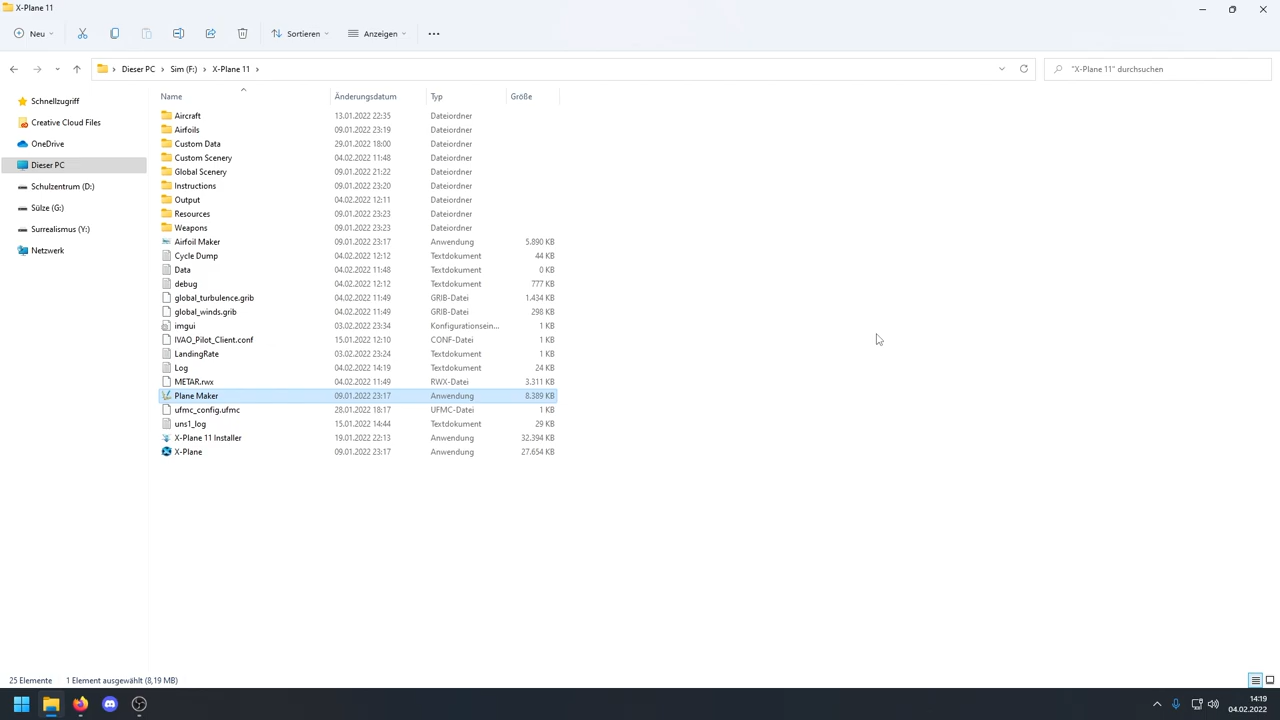 X-Plane 11
Neu
Sortieren
Anzeigen
Dieser PC
Sim (F:)
X-Plane 11
"X-Plane 11" durchsuchen
Schnellzugriff
Creative Cloud Files
OneDrive
Dieser PC
Schulzentrum (D:)
Sülze (G:)
Surrealismus (Y:)
Netzwerk
Name Änderungsdatum Typ Größe
Aircraft 13.01.2022 22:35 Dateiordner
Airfoils 09.01.2022 23:19 Dateiordner
Custom Data 29.01.2022 18:00 Dateiordner
Custom Scenery 04.02.2022 11:48 Dateiordner
Global Scenery 09.01.2022 21:22 Dateiordner
Instructions 09.01.2022 23:20 Dateiordner
Output 04.02.2022 12:11 Dateiordner
Resources 09.01.2022 23:23 Dateiordner
Weapons 09.01.2022 23:23 Dateiordner
Airfoil Maker 09.01.2022 23:17 Anwendung 5.890 KB
Cycle Dump 04.02.2022 12:12 Textdokument 44 KB
Data 04.02.2022 11:48 Textdokument 0 KB
debug 04.02.2022 12:12 Textdokument 777 KB
global_turbulence.grib 04.02.2022 11:49 GRIB-Datei 1.434 KB
global_winds.grib 04.02.2022 11:49 GRIB-Datei 298 KB
imgui 03.02.2022 23:34 Konfigurationsein... 1 KB
IVAO_Pilot_Client.conf 15.01.2022 12:10 CONF-Datei 1 KB
LandingRate 03.02.2022 23:24 Textdokument 1 KB
Log 04.02.2022 14:19 Textdokument 24 KB
METAR.rwx 04.02.2022 11:49 RWX-Datei 3.311 KB
Plane Maker 09.01.2022 23:17 Anwendung 8.389 KB
ufmc_config.ufmc 28.01.2022 18:17 UFMC-Datei 1 KB
uns1_log 15.01.2022 14:44 Textdokument 29 KB
X-Plane 11 Installer 19.01.2022 22:13 Anwendung 32.394 KB
X-Plane 09.01.2022 23:17 Anwendung 27.654 KB
25 Elemente 1 Element ausgewählt (8,19 MB)
14:19
04.02.2022